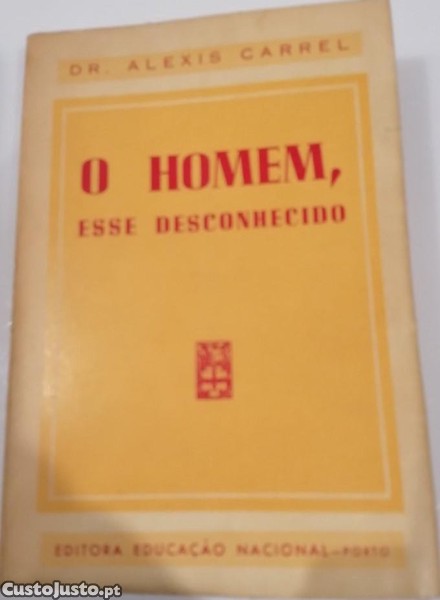 DR. ALEXIS CARREL
O HOMEM,
ESSE DESCONHECIDO
EDITORA EDUCAÇÃO NACIONAL-PORTO
CustoJusto.pt